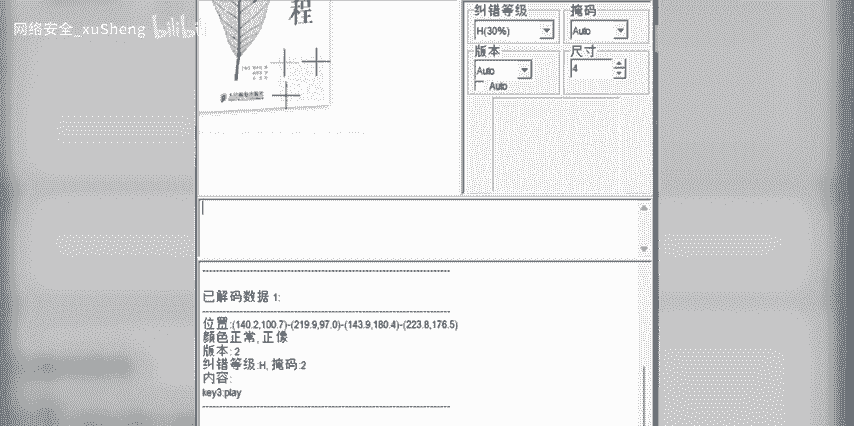 网络安全_xuSheng bilibili
程
纠错等级
掩码
H(30%)
Auto
版本
尺寸
Auto
4
Auto
已解码数据 1:
位置:(140.2,100.7)-(219.9,97.0)-(143.9,180.4)-(223.8,176.5)
颜色正常, 正像
版本: 2
纠错等级:H, 掩码:2
内容:
key3:play